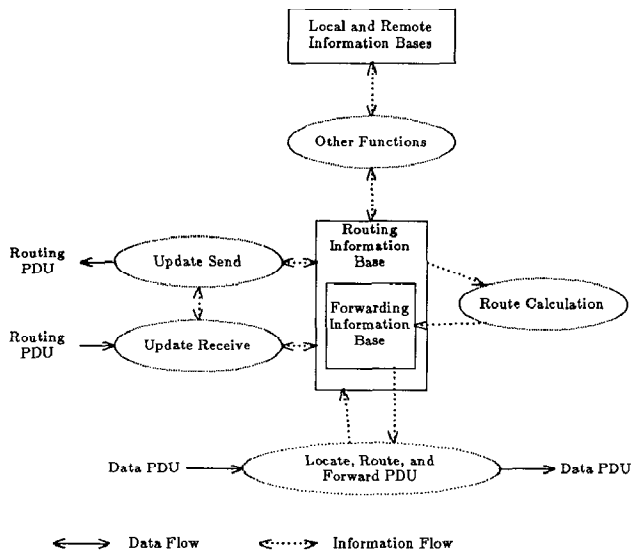 Local and Remote
Information Bases
Other Functions
Routing
Information
Base
Routing
PDU
Update Send
Route Calculation
Forwarding
Information
Base
Routing
PDU
Update Receive
Data PDU
Locate, Route, and
Forward PDU
Data PDU
Data Flow
Information Flow